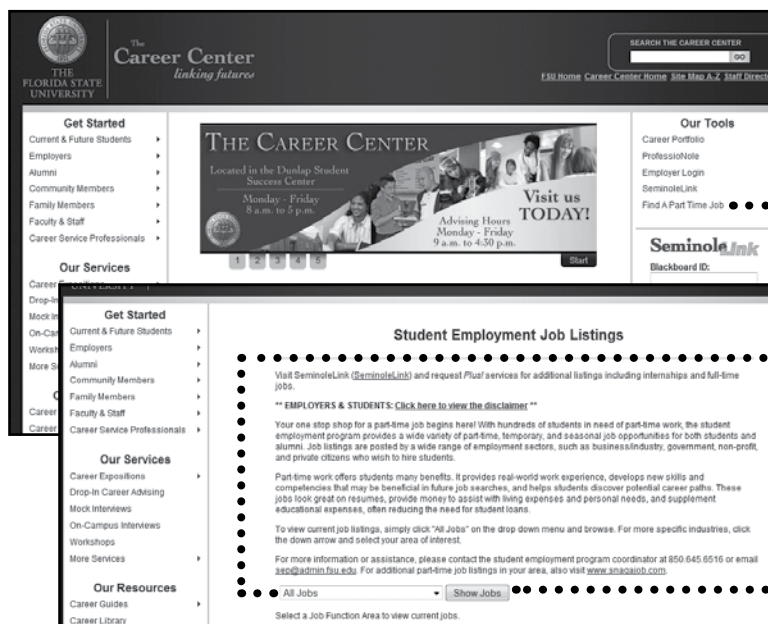 THE
FLORIDA STATE
UNIVERSITY
The
Career Center
linking futures
SEARCH THE CAREER CENTER
GO
FSU Home Career Center Home Site Map A-Z Staff Direct
Get Started
Current & Future Students
Employers
Alumni
Community Members
Family Members
Faculty & Staff
Career Service Professionals
Our Services
THE CAREER CENTER
Located in the Dunlap Student
Success Center
Monday - Friday
8 a.m. to 5 p.m.
Visit us
TODAY!
Advising Hours
Monday - Friday
9 a.m. to 4:30 p.m.
1 2 3 4 5
Start
Our Tools
Career Portfolio
ProfessioNole
Employer Login
SeminoleLink
Find A Part Time Job
SeminoleLink
Blackboard ID:
Career
Drop-In
Mock In
On-Ca
Works
More S
Career
Career
UNIVERSITY
Get Started
Current & Future Students
Employers
Alumni
Community Members
Family Members
Faculty & Staff
Career Service Professionals
Our Services
Career Expositions
Drop-In Career Advising
Mock Interviews
On-Campus Interviews
Workshops
More Services
Our Resources
Career Guides
Career Library
Student Employment Job Listings
Visit SeminoleLink (SeminoleLink) and request Plus! services for additional listings including internships and full-time
jobs.
** EMPLOYERS & STUDENTS: Click here to view the disclaimer **
Your one stop shop for a part-time job begins here! With hundreds of students in need of part-time work, the student
employment program provides a wide variety of part-time, temporary, and seasonal job opportunities for both students and
alumni. Job listings are posted by a wide range of employment sectors, such as business/industry, government, non-profit,
and private citizens who wish to hire students.
Part-time work offers students many benefits. It provides real-world work experience, develops new skills and
competencies that may be beneficial in future job searches, and helps students discover potential career paths. These
jobs look great on resumes, provide money to assist with living expenses and personal needs, and supplement
educational expenses, often reducing the need for student loans.
To view current job listings, simply click "All Jobs" on the drop down menu and browse. For more specific industries, click
the down arrow and select your area of interest.
For more information or assistance, please contact the student employment program coordinator at 850.645.6516 or email
sep@admin.fsu.edu. For additional part-time job listings in your area, also visit www.snagajob.com.
All Jobs
Show Jobs
Select a Job Function Area to view current jobs.